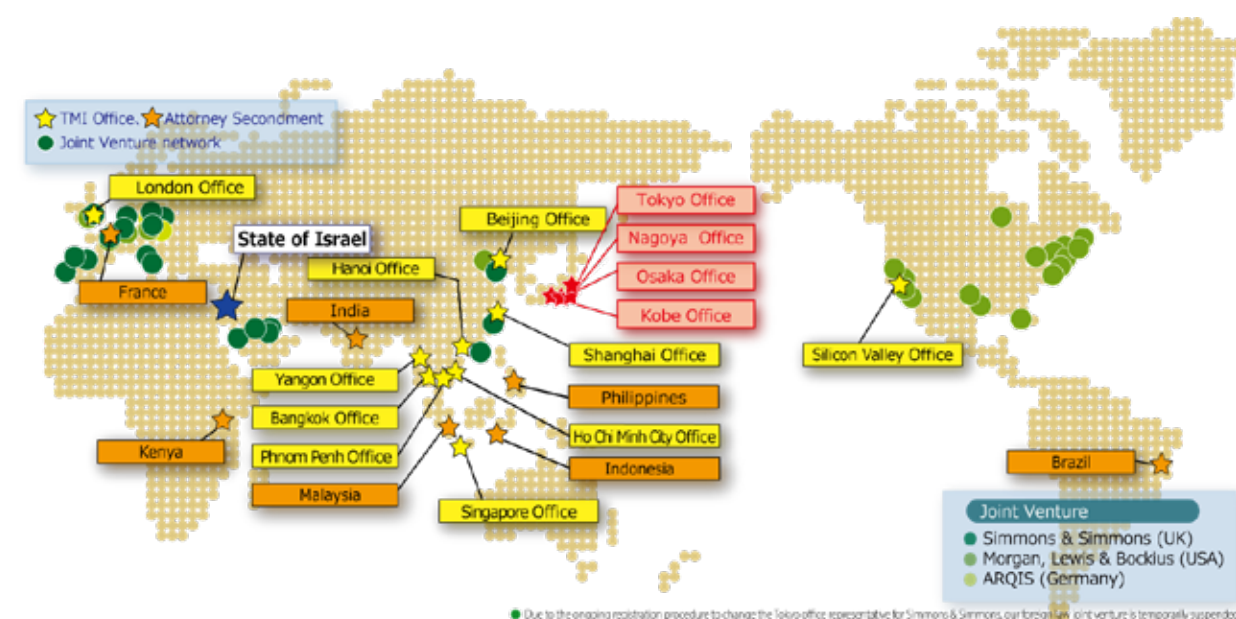 TMI Office. Attorney Secondment
Joint Venture network
London Office
State of Israel
France
Hanoi Office
India
Beijing Office
Tokyo Office
Nagoya Office
Osaka Office
Kobe Office
Shanghai Office
Silicon Valley Office
Yangon Office
Bangkok Office
Phnom Penh Office
Malaysia
Kenya
Philippines
Ho Chi Minh City Office
Indonesia
Singapore Office
Brazil
Joint Venture
Simmons & Simmons (UK)
Morgan, Lewis & Bockius (USA)
ARQIS (Germany)
Due to the ongoing registration procedure to change the Tokyo office representative for Simmons & Simmons, our foreign law joint venture is temporarily suspended